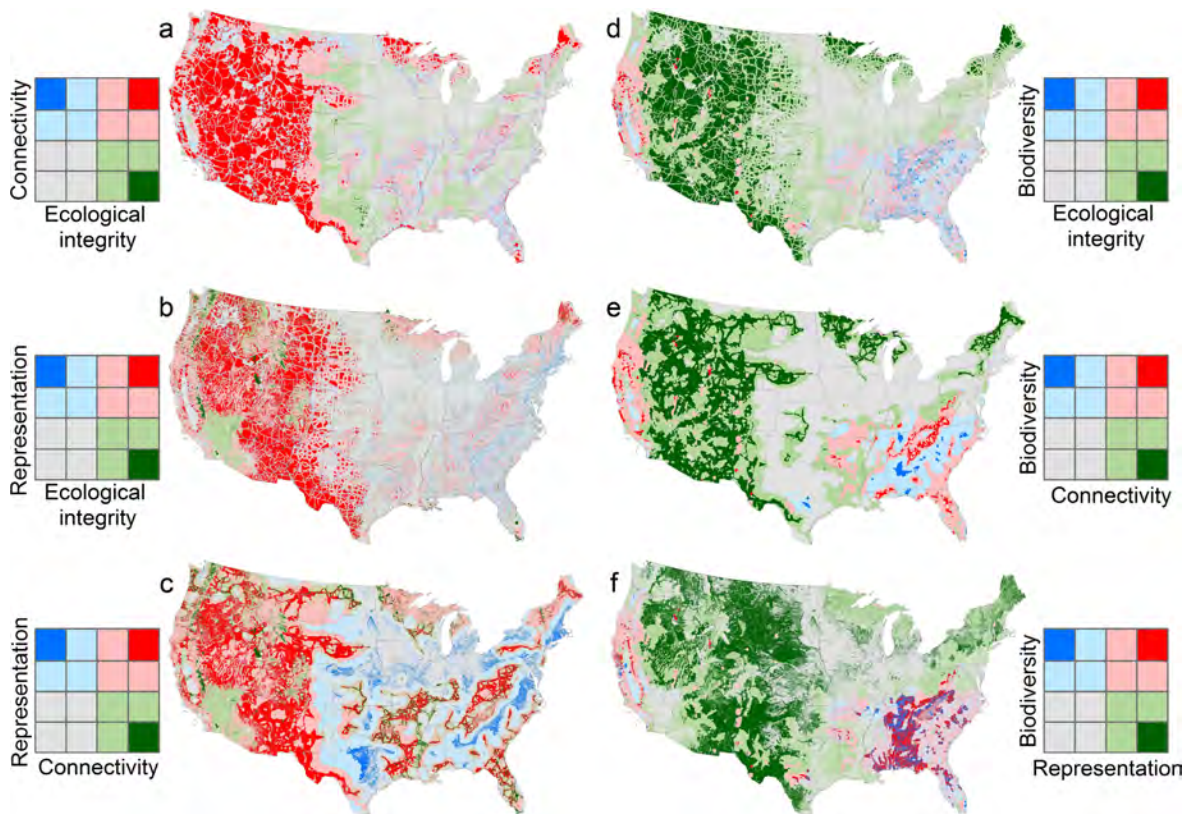 a
Connectivity
Ecological
integrity
b
Representation
Ecological
integrity
c
Representation
Connectivity
d
Biodiversity
Ecological
integrity
e
Biodiversity
Connectivity
f
Biodiversity
Representation